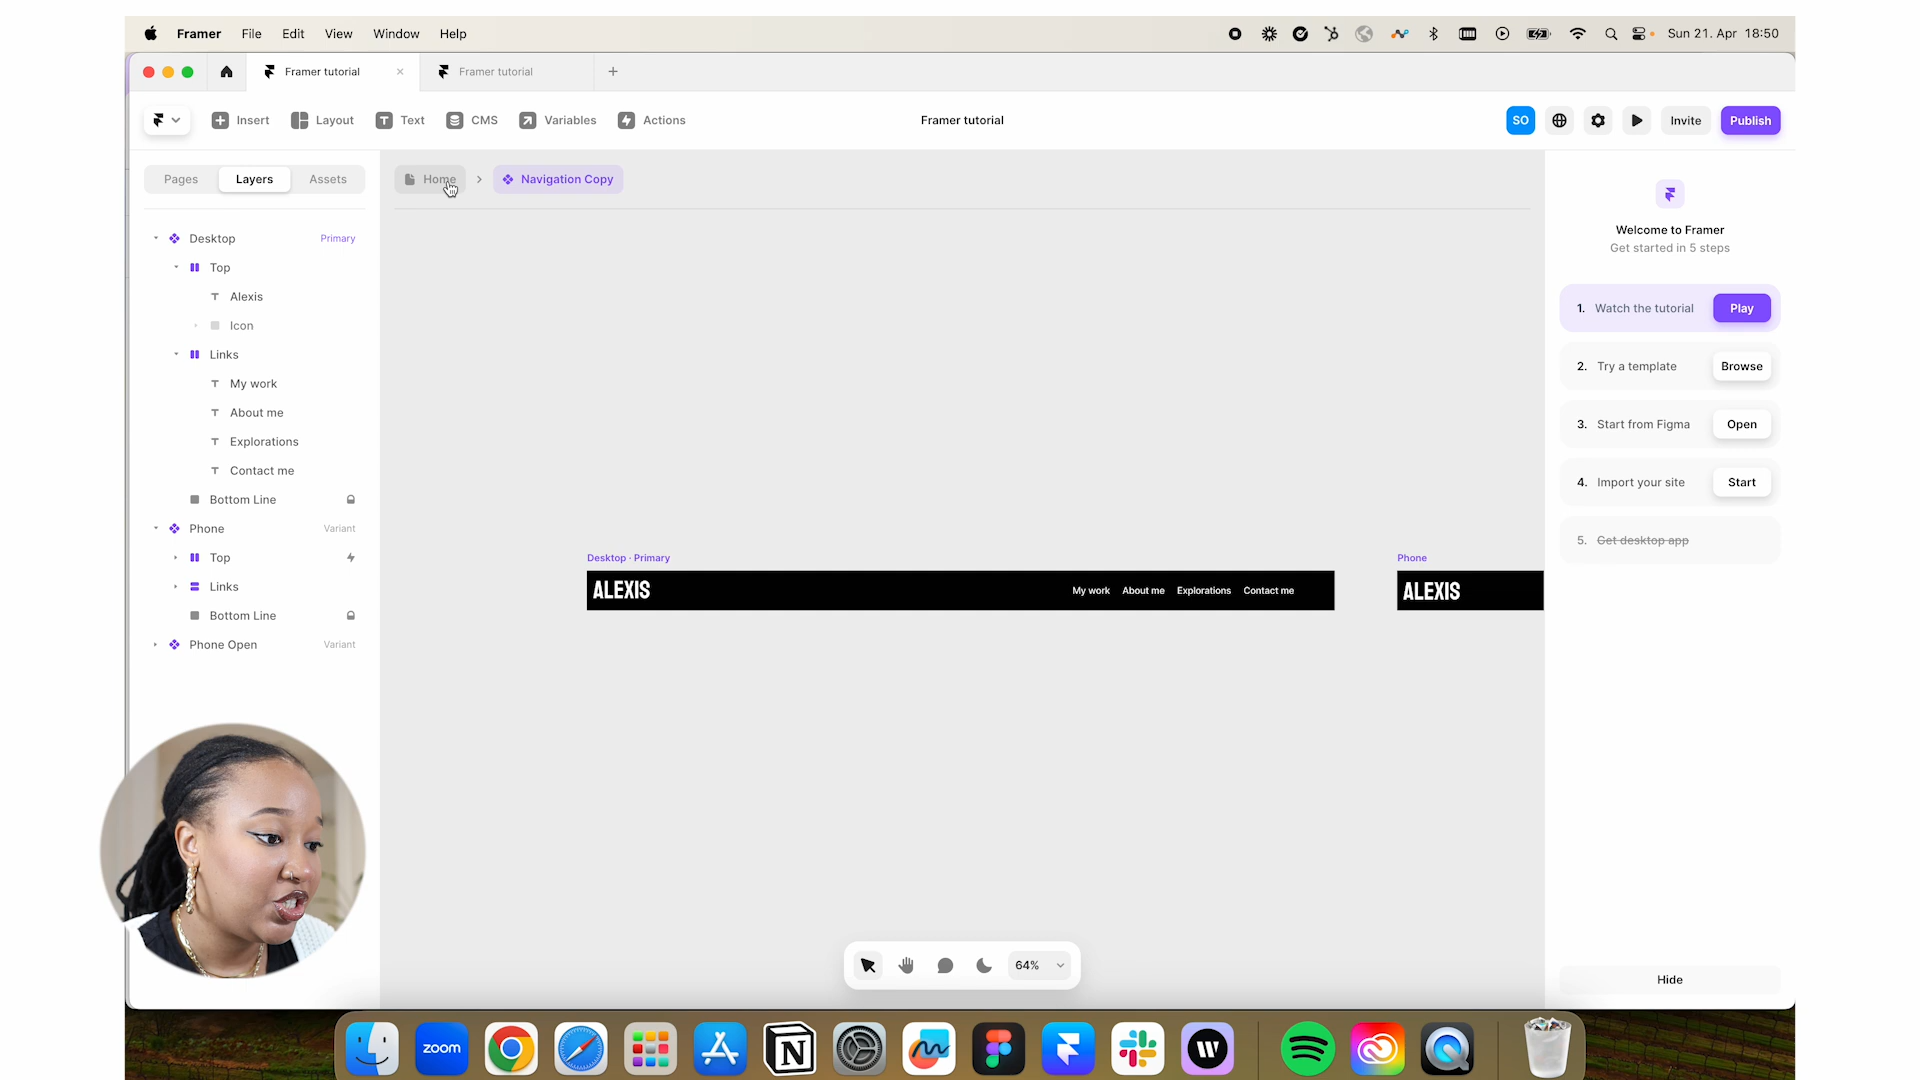 Framer File Edit View Window Help
Sun 21. Apr 18:50
Framer tutorial
Framer tutorial
Insert Layout Text CMS Variables Actions
Framer tutorial
SO
Invite
Publish
Pages Layers Assets
Home
Navigation Copy
Desktop Primary
Top
Alexis
Icon
Links
My work
About me
Explorations
Contact me
Bottom Line
Phone Variant
Top
Links
Bottom Line
Phone Open Variant
Desktop · Primary
ALEXIS
My work About me Explorations Contact me
Phone
ALEXIS
Welcome to Framer
Get started in 5 steps
1. Watch the tutorial Play
2. Try a template Browse
3. Start from Figma Open
4. Import your site Start
5. Get desktop app
Hide
64%
zoom